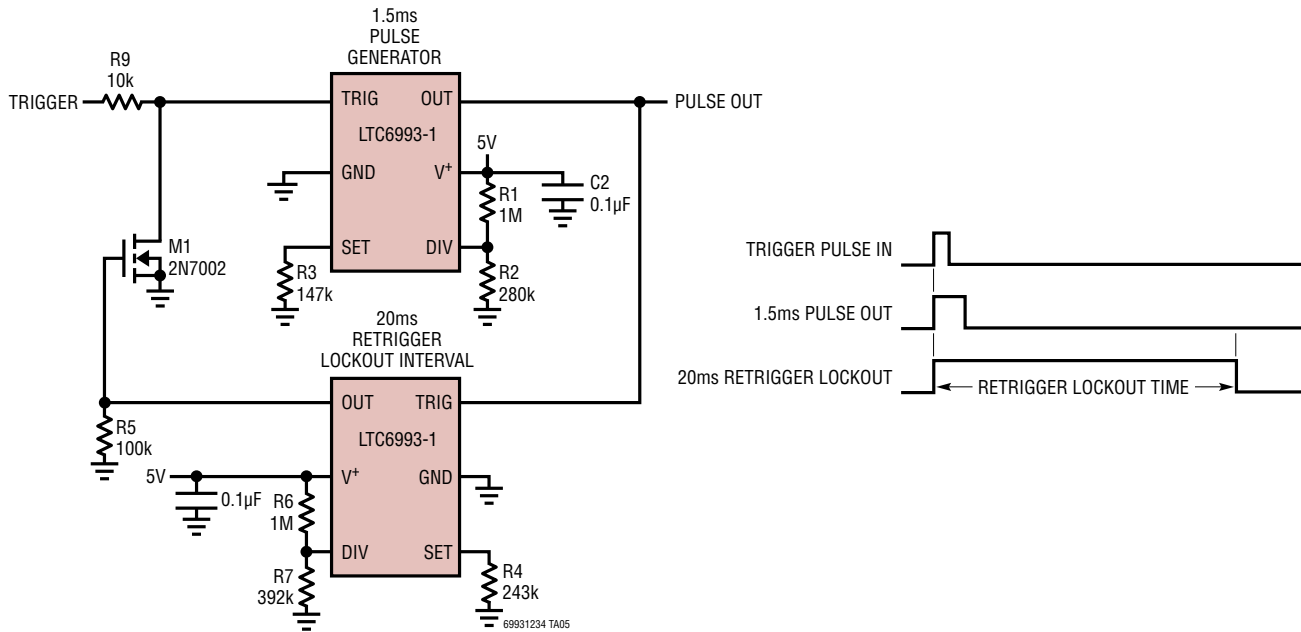 1.5ms
PULSE
GENERATOR
R9
10k
TRIGGER
TRIG
OUT
PULSE OUT
LTC6993-1
5V
GND
V+
R1
1M
C2
0.1µF
M1
2N7002
SET
DIV
R3
147k
R2
280k
20ms
RETRIGGER
LOCKOUT INTERVAL
OUT
TRIG
R5
100k
LTC6993-1
5V
V+
GND
0.1µF
R6
1M
DIV
SET
R7
392k
R4
243k
69931234 TA05
TRIGGER PULSE IN
1.5ms PULSE OUT
20ms RETRIGGER LOCKOUT
RETRIGGER LOCKOUT TIME